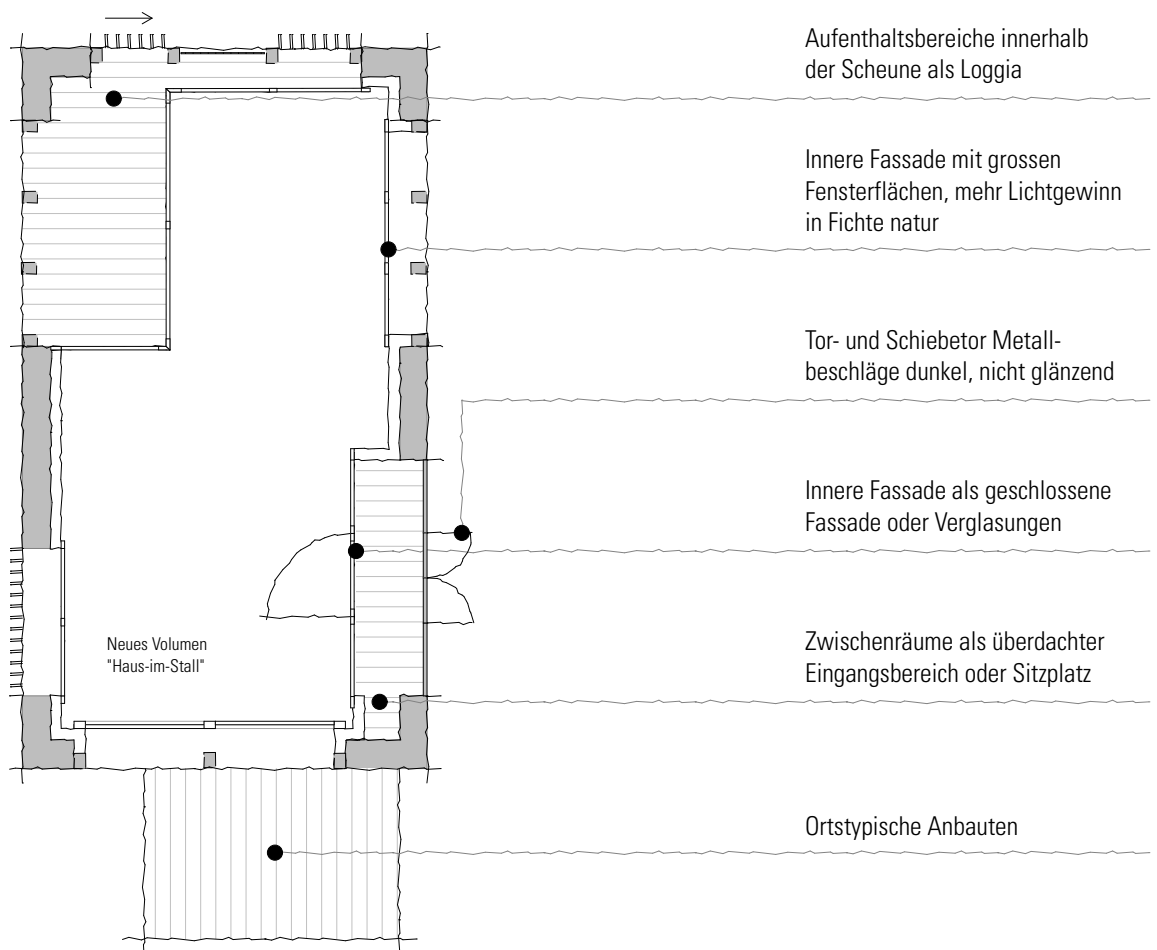 Aufenthaltsbereiche innerhalb
der Scheune als Loggia
Innere Fassade mit grossen
Fensterflächen, mehr Lichtgewinn
in Fichte natur
Tor- und Schiebetor Metall-
beschläge dunkel, nicht glänzend
Innere Fassade als geschlossene
Fassade oder Verglasungen
Neues Volumen
"Haus-im-Stall"
Zwischenräume als überdachter
Eingangsbereich oder Sitzplatz
Ortstypische Anbauten